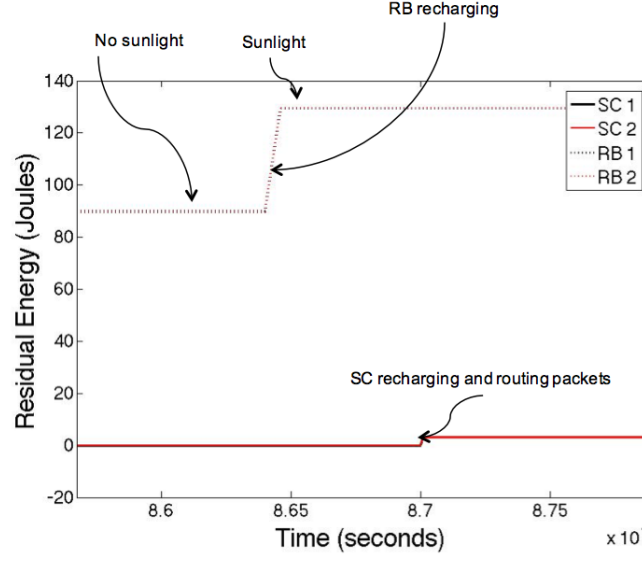 RB recharging
No sunlight
Sunlight
140
120
100
80
60
40
20
0
-20
Residual Energy (Joules)
SC 1
SC 2
RB 1
RB 2
SC recharging and routing packets
8.6
8.65
8.7
8.75
Time (seconds)
x 10